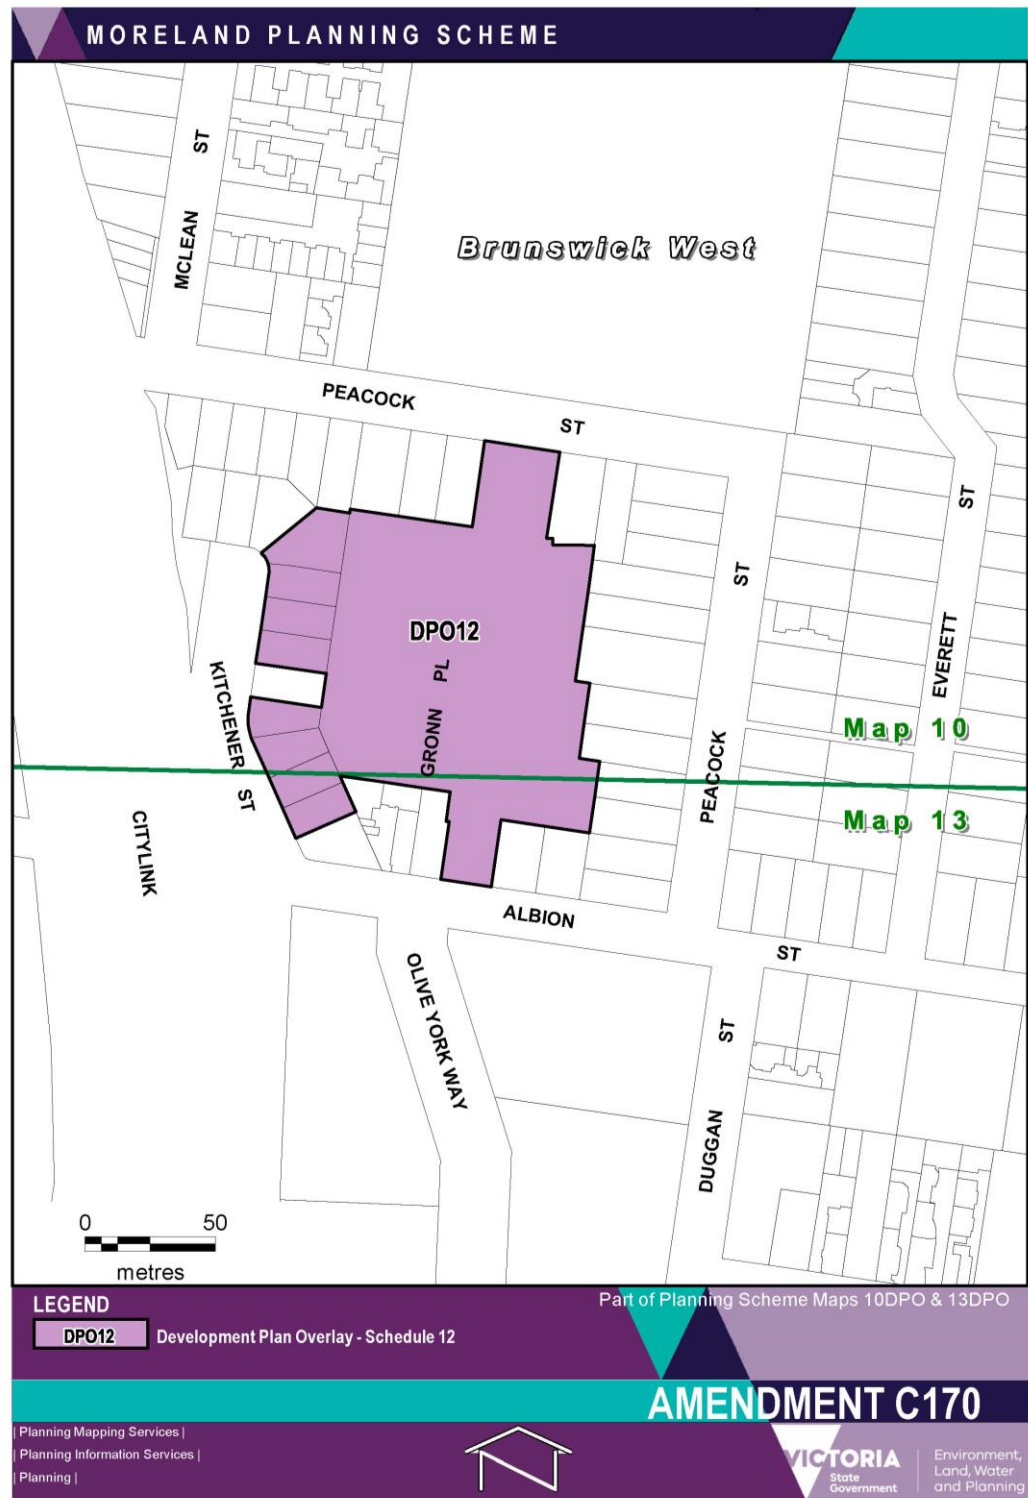 MORELAND PLANNING SCHEME
MCLEAN ST
Brunswick West
PEACOCK ST
ST
ST
DPO12
GRONN PL
EVERETT
KITCHENER ST
PEACOCK
Map 10
Map 13
CITYLINK
ALBION
ST
OLIVE YORK WAY
DUGGAN ST
0 50
metres
LEGEND
Part of Planning Scheme Maps 10DPO & 13DPO
DPO12 Development Plan Overlay - Schedule 12
AMENDMENT C170
| Planning Mapping Services |
| Planning Information Services |
| Planning |
VICTORIA
State
Government
Environment,
Land, Water
and Planning